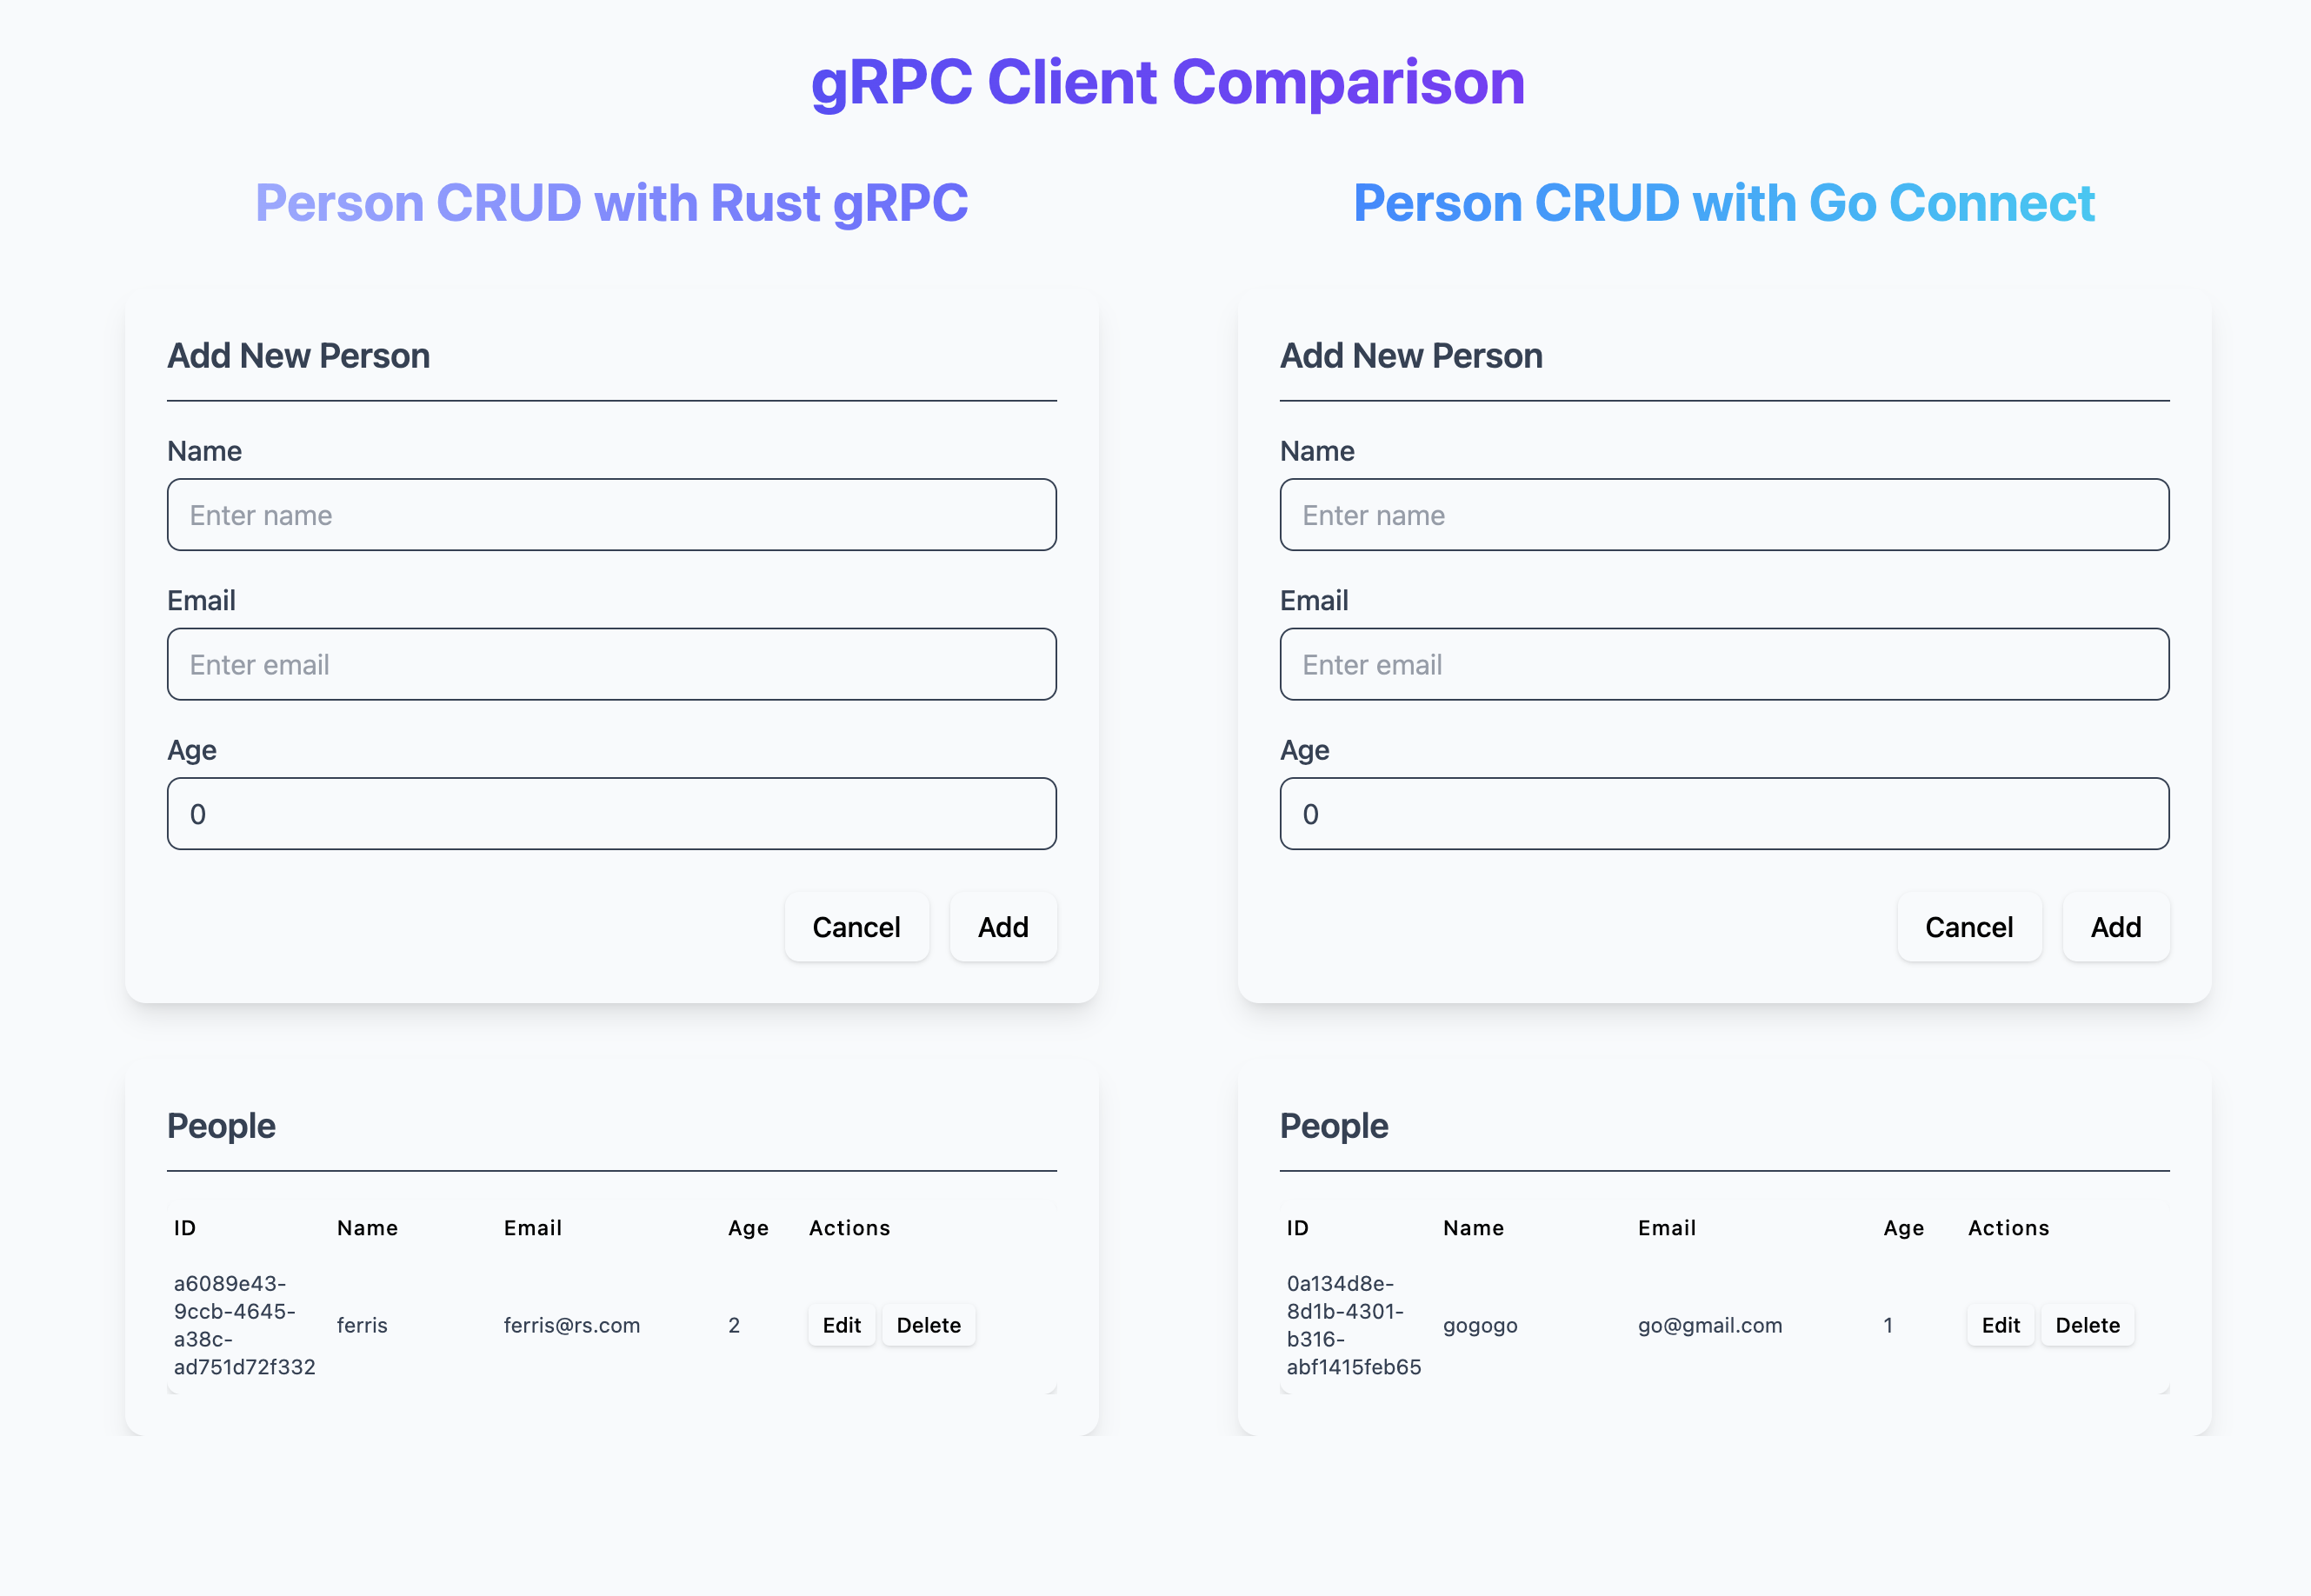 gRPC Client Comparison
Person CRUD with Rust gRPC
Add New Person
Name
Enter name
Email
Enter email
Age
0
Cancel Add
People
ID Name Email Age Actions
a6089e43-
9ccb-4645-
a38c-
ad751d72f332
ferris ferris@rs.com 2 Edit Delete
Person CRUD with Go Connect
Add New Person
Name
Enter name
Email
Enter email
Age
0
Cancel Add
People
ID Name Email Age Actions
0a134d8e-
8d1b-4301-
b316-
abf1415feb65
gogogo go@gmail.com 1 Edit Delete